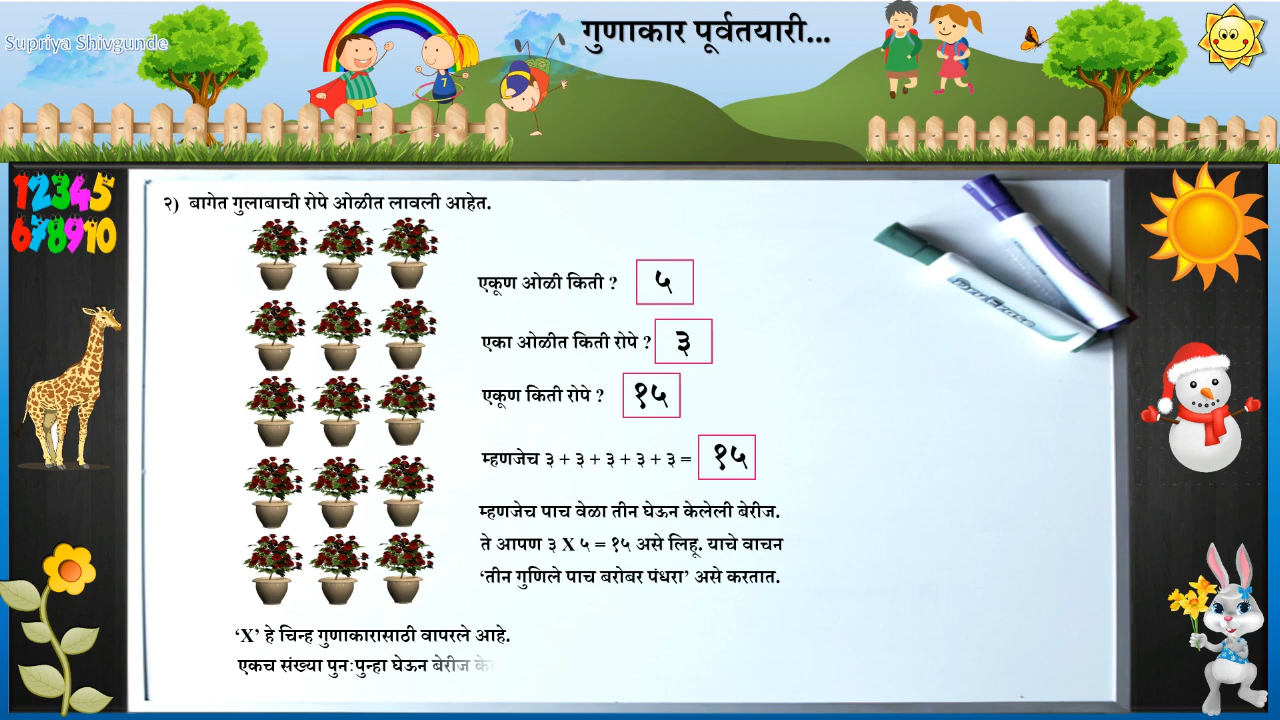 Supriya Shivgunde
गुणाकार पूर्वतयारी...
12345
678910
२) बागेत गुलाबाची रोपे ओळीत लावली आहेत.
एकूण ओळी किती ? ५
एका ओळीत किती रोपे ? ३
एकूण किती रोपे ? १५
म्हणजेच ३ + ३ + ३ + ३ + ३ = १५
म्हणजेच पाच वेळा तीन घेऊन केलेली बेरीज.
ते आपण ३ X ५ = १५ असे लिहू. याचे वाचन
‘तीन गुणिले पाच बरोबर पंधरा’ असे करतात.
‘X’ हे चिन्ह गुणाकारासाठी वापरले आहे.
एकच संख्या पुन:पुन्हा घेऊन बेरीज